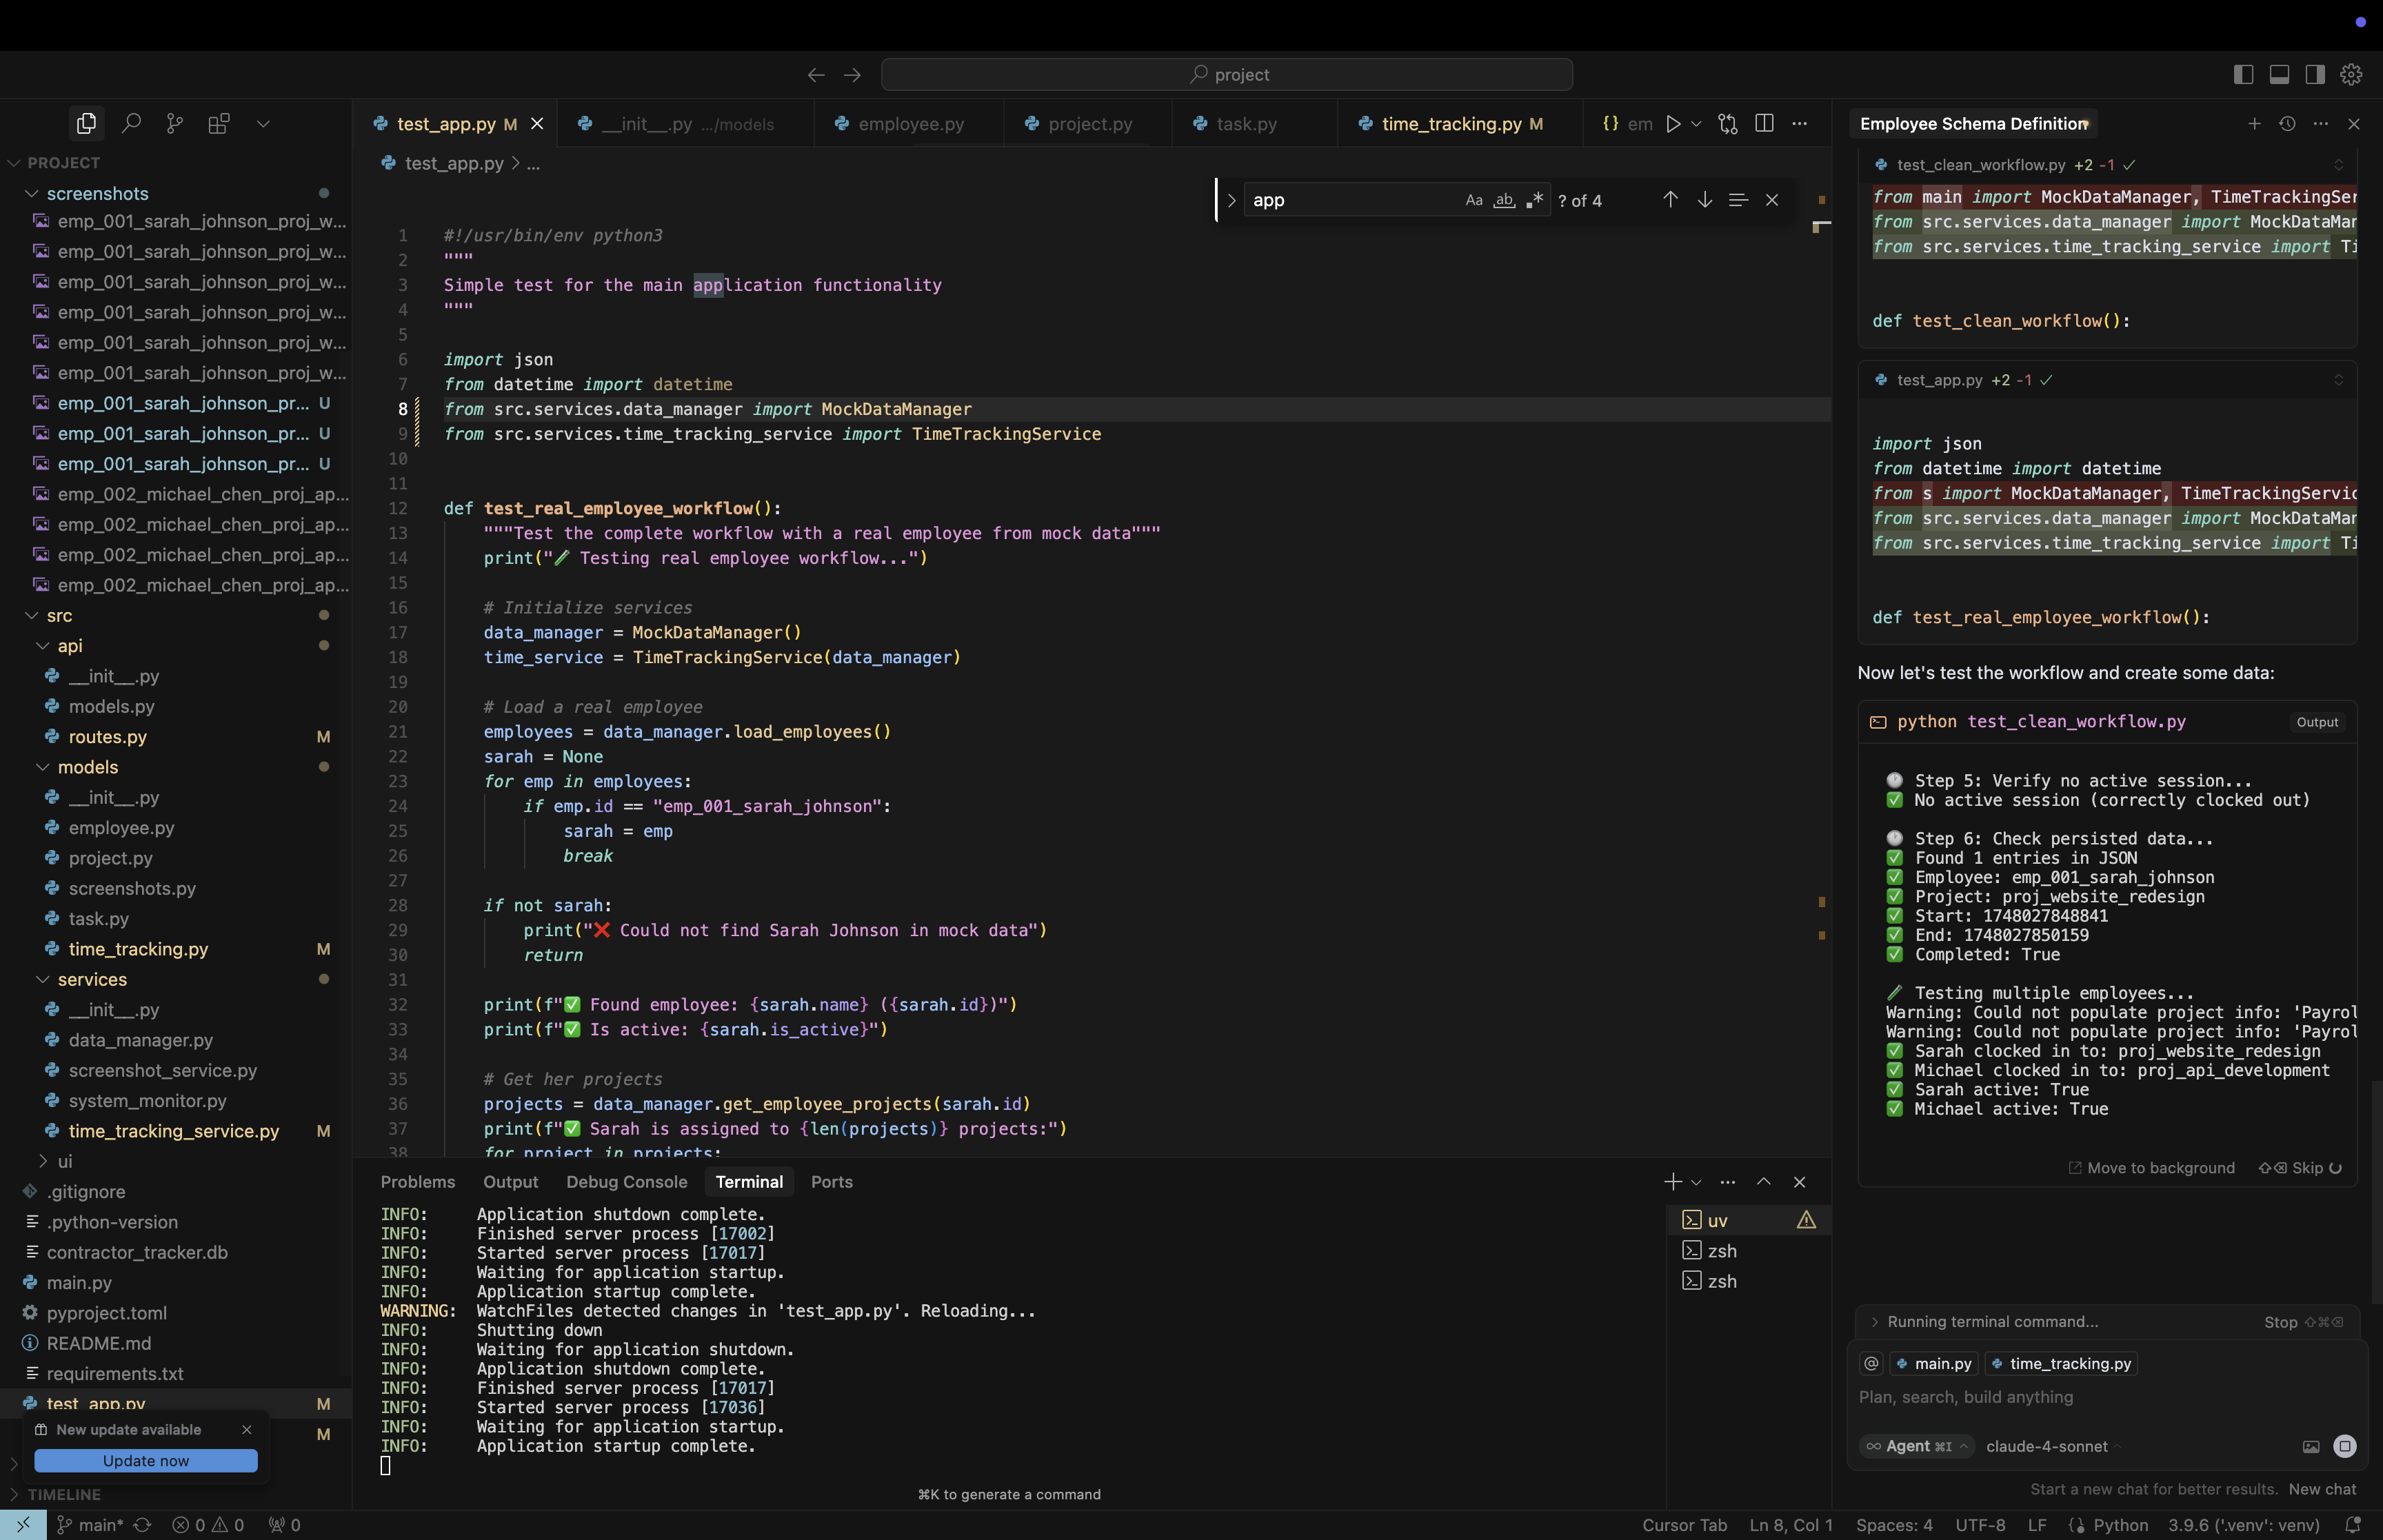 project
PROJECT
screenshots
emp_001_sarah_johnson_proj_w...
emp_001_sarah_johnson_proj_w...
emp_001_sarah_johnson_proj_w...
emp_001_sarah_johnson_proj_w...
emp_001_sarah_johnson_proj_w...
emp_001_sarah_johnson_proj_w...
emp_001_sarah_johnson_pr... U
emp_001_sarah_johnson_pr... U
emp_001_sarah_johnson_pr... U
emp_002_michael_chen_proj_ap...
emp_002_michael_chen_proj_ap...
emp_002_michael_chen_proj_ap...
emp_002_michael_chen_proj_ap...
src
api
__init__.py
models.py
routes.py M
models
__init__.py
employee.py
project.py
screenshots.py
task.py
time_tracking.py M
services
__init__.py
data_manager.py
screenshot_service.py
system_monitor.py
time_tracking_service.py M
ui
.gitignore
.python-version
contractor_tracker.db
main.py
pyproject.toml
README.md
requirements.txt
test_app.py M
M
New update available
Update now
TIMELINE
test_app.py M __init__.py .../models employee.py project.py task.py time_tracking.py M {} em
test_app.py > ...
app Aa ab ? of 4
1 #!/usr/bin/env python3
2 """
3 Simple test for the main application functionality
4 """
5
6 import json
7 from datetime import datetime
8 from src.services.data_manager import MockDataManager
9 from src.services.time_tracking_service import TimeTrackingService
10
11
12 def test_real_employee_workflow():
13 """Test the complete workflow with a real employee from mock data"""
14 print("🧪 Testing real employee workflow...")
15
16 # Initialize services
17 data_manager = MockDataManager()
18 time_service = TimeTrackingService(data_manager)
19
20 # Load a real employee
21 employees = data_manager.load_employees()
22 sarah = None
23 for emp in employees:
24 if emp.id == "emp_001_sarah_johnson":
25 sarah = emp
26 break
27
28 if not sarah:
29 print("❌ Could not find Sarah Johnson in mock data")
30 return
31
32 print(f"✅ Found employee: {sarah.name} ({sarah.id})")
33 print(f"✅ Is active: {sarah.is_active}")
34
35 # Get her projects
36 projects = data_manager.get_employee_projects(sarah.id)
37 print(f"✅ Sarah is assigned to {len(projects)} projects:")
38 for project in projects:
Problems Output Debug Console Terminal Ports
INFO: Application shutdown complete.
INFO: Finished server process [17002]
INFO: Started server process [17017]
INFO: Waiting for application startup.
INFO: Application startup complete.
WARNING: WatchFiles detected changes in 'test_app.py'. Reloading...
INFO: Shutting down
INFO: Waiting for application shutdown.
INFO: Application shutdown complete.
INFO: Finished server process [17017]
INFO: Started server process [17036]
INFO: Waiting for application startup.
INFO: Application startup complete.
⌘K to generate a command
uv
zsh
zsh
Employee Schema Definition
test_clean_workflow.py +2 -1
from main import MockDataManager, TimeTrackingSer
from src.services.data_manager import MockDataMar
from src.services.time_tracking_service import Ti
def test_clean_workflow():
test_app.py +2 -1
import json
from datetime import datetime
from s import MockDataManager, TimeTrackingServic
from src.services.data_manager import MockDataMar
from src.services.time_tracking_service import Ti
def test_real_employee_workflow():
Now let's test the workflow and create some data:
python test_clean_workflow.py Output
🕐 Step 5: Verify no active session...
✅ No active session (correctly clocked out)
🕐 Step 6: Check persisted data...
✅ Found 1 entries in JSON
✅ Employee: emp_001_sarah_johnson
✅ Project: proj_website_redesign
✅ Start: 1748027848841
✅ End: 1748027850159
✅ Completed: True
🧪 Testing multiple employees...
Warning: Could not populate project info: 'Payrol
Warning: Could not populate project info: 'Payrol
✅ Sarah clocked in to: proj_website_redesign
✅ Michael clocked in to: proj_api_development
✅ Sarah active: True
✅ Michael active: True
Move to background ⇧⌫ Skip
Running terminal command... Stop ⇧⌘⌫
@ main.py time_tracking.py
Plan, search, build anything
∞ Agent ⌘I claude-4-sonnet
Start a new chat for better results. New chat
main* 0 0 0 Cursor Tab Ln 8, Col 1 Spaces: 4 UTF-8 LF {} Python 3.9.6 ('.venv': venv)